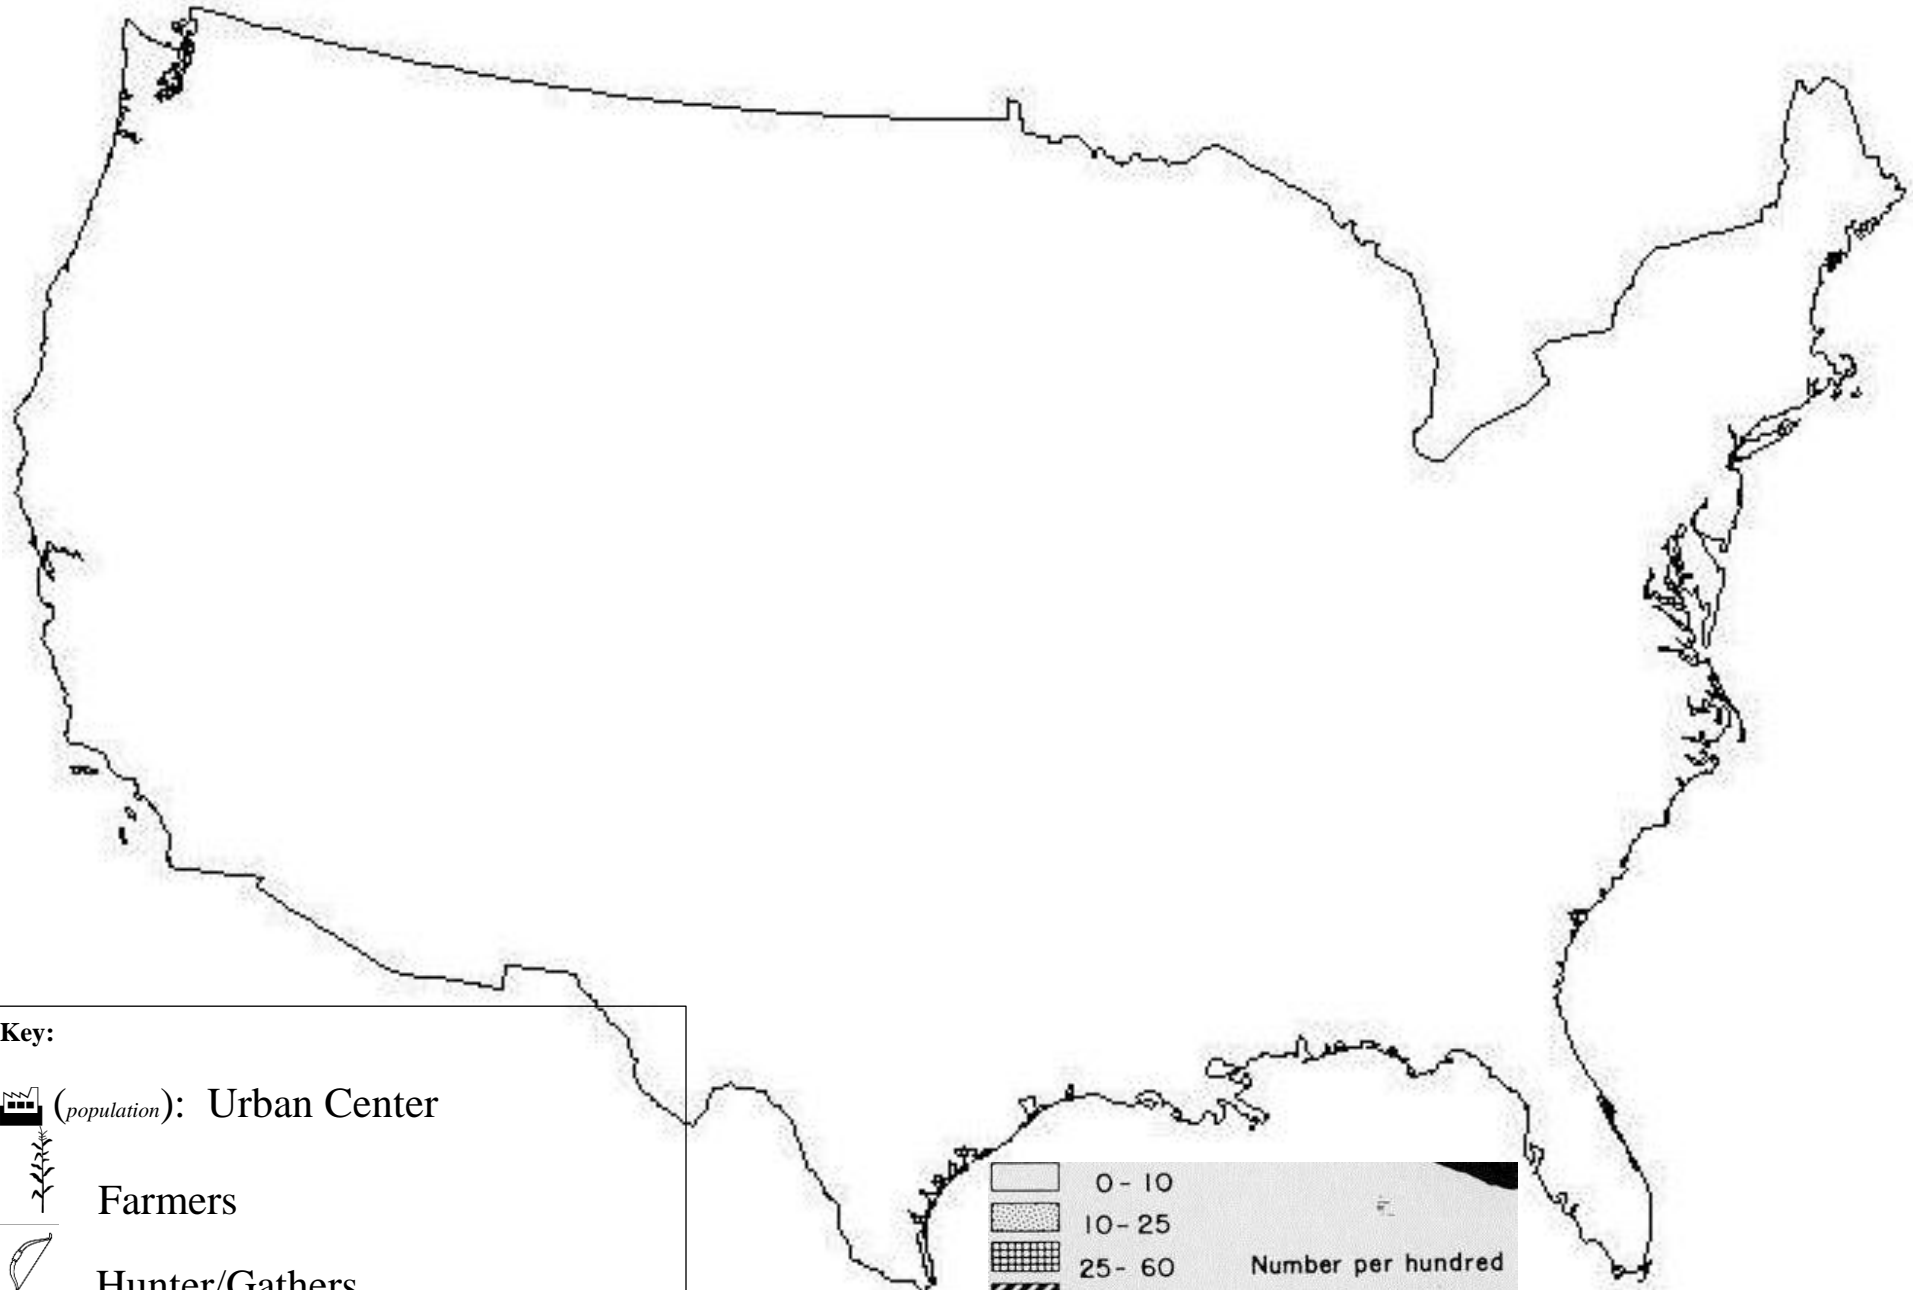 Key:
(population): Urban Center
Farmers
Hunter/Gathers
0 - 10
10 - 25
25 - 60
Number per hundred